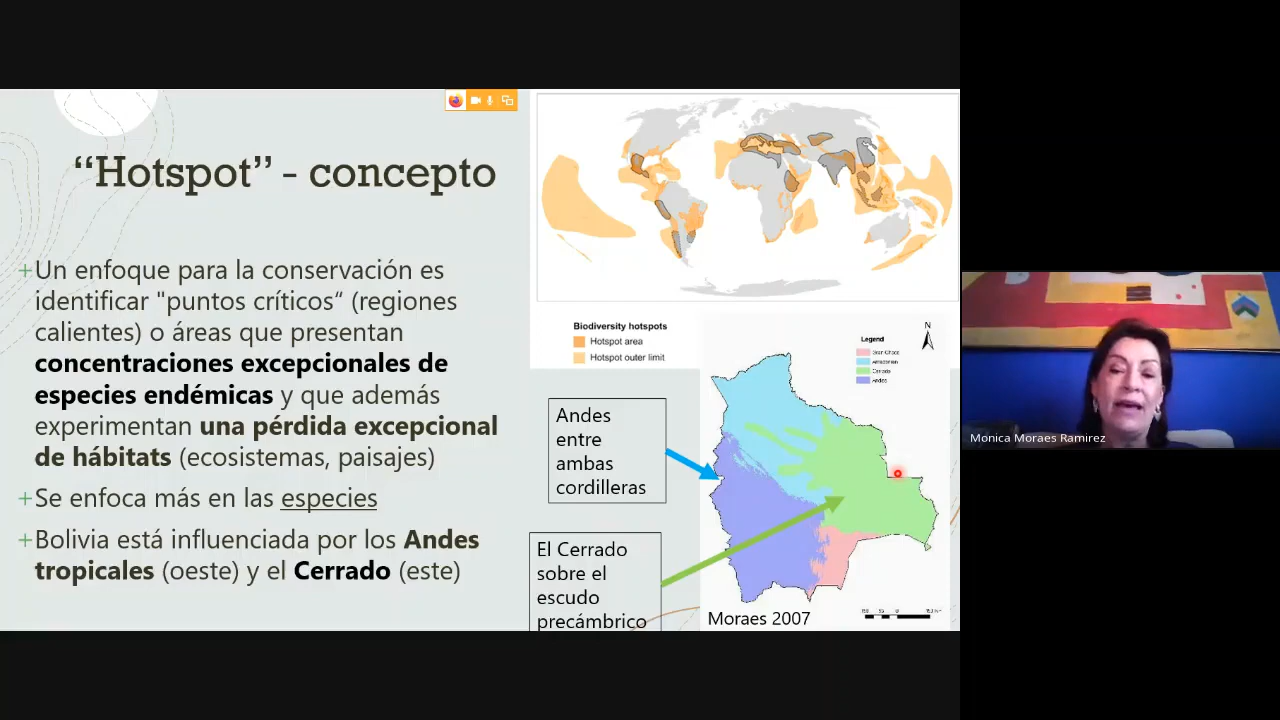 “Hotspot” - concepto
+Un enfoque para la conservación es
identificar "puntos críticos“ (regiones
calientes) o áreas que presentan
concentraciones excepcionales de
especies endémicas y que además
experimentan una pérdida excepcional
de hábitats (ecosistemas, paisajes)
+Se enfoca más en las especies
+Bolivia está influenciada por los Andes
tropicales (oeste) y el Cerrado (este)
Biodiversity hotspots
Hotspot area
Hotspot outer limit
Andes
entre
ambas
cordilleras
El Cerrado
sobre el
escudo
precámbrico
N
Legend
Gran Chaco
Cerrado
Andes
Moraes 2007
Monica Moraes Ramirez